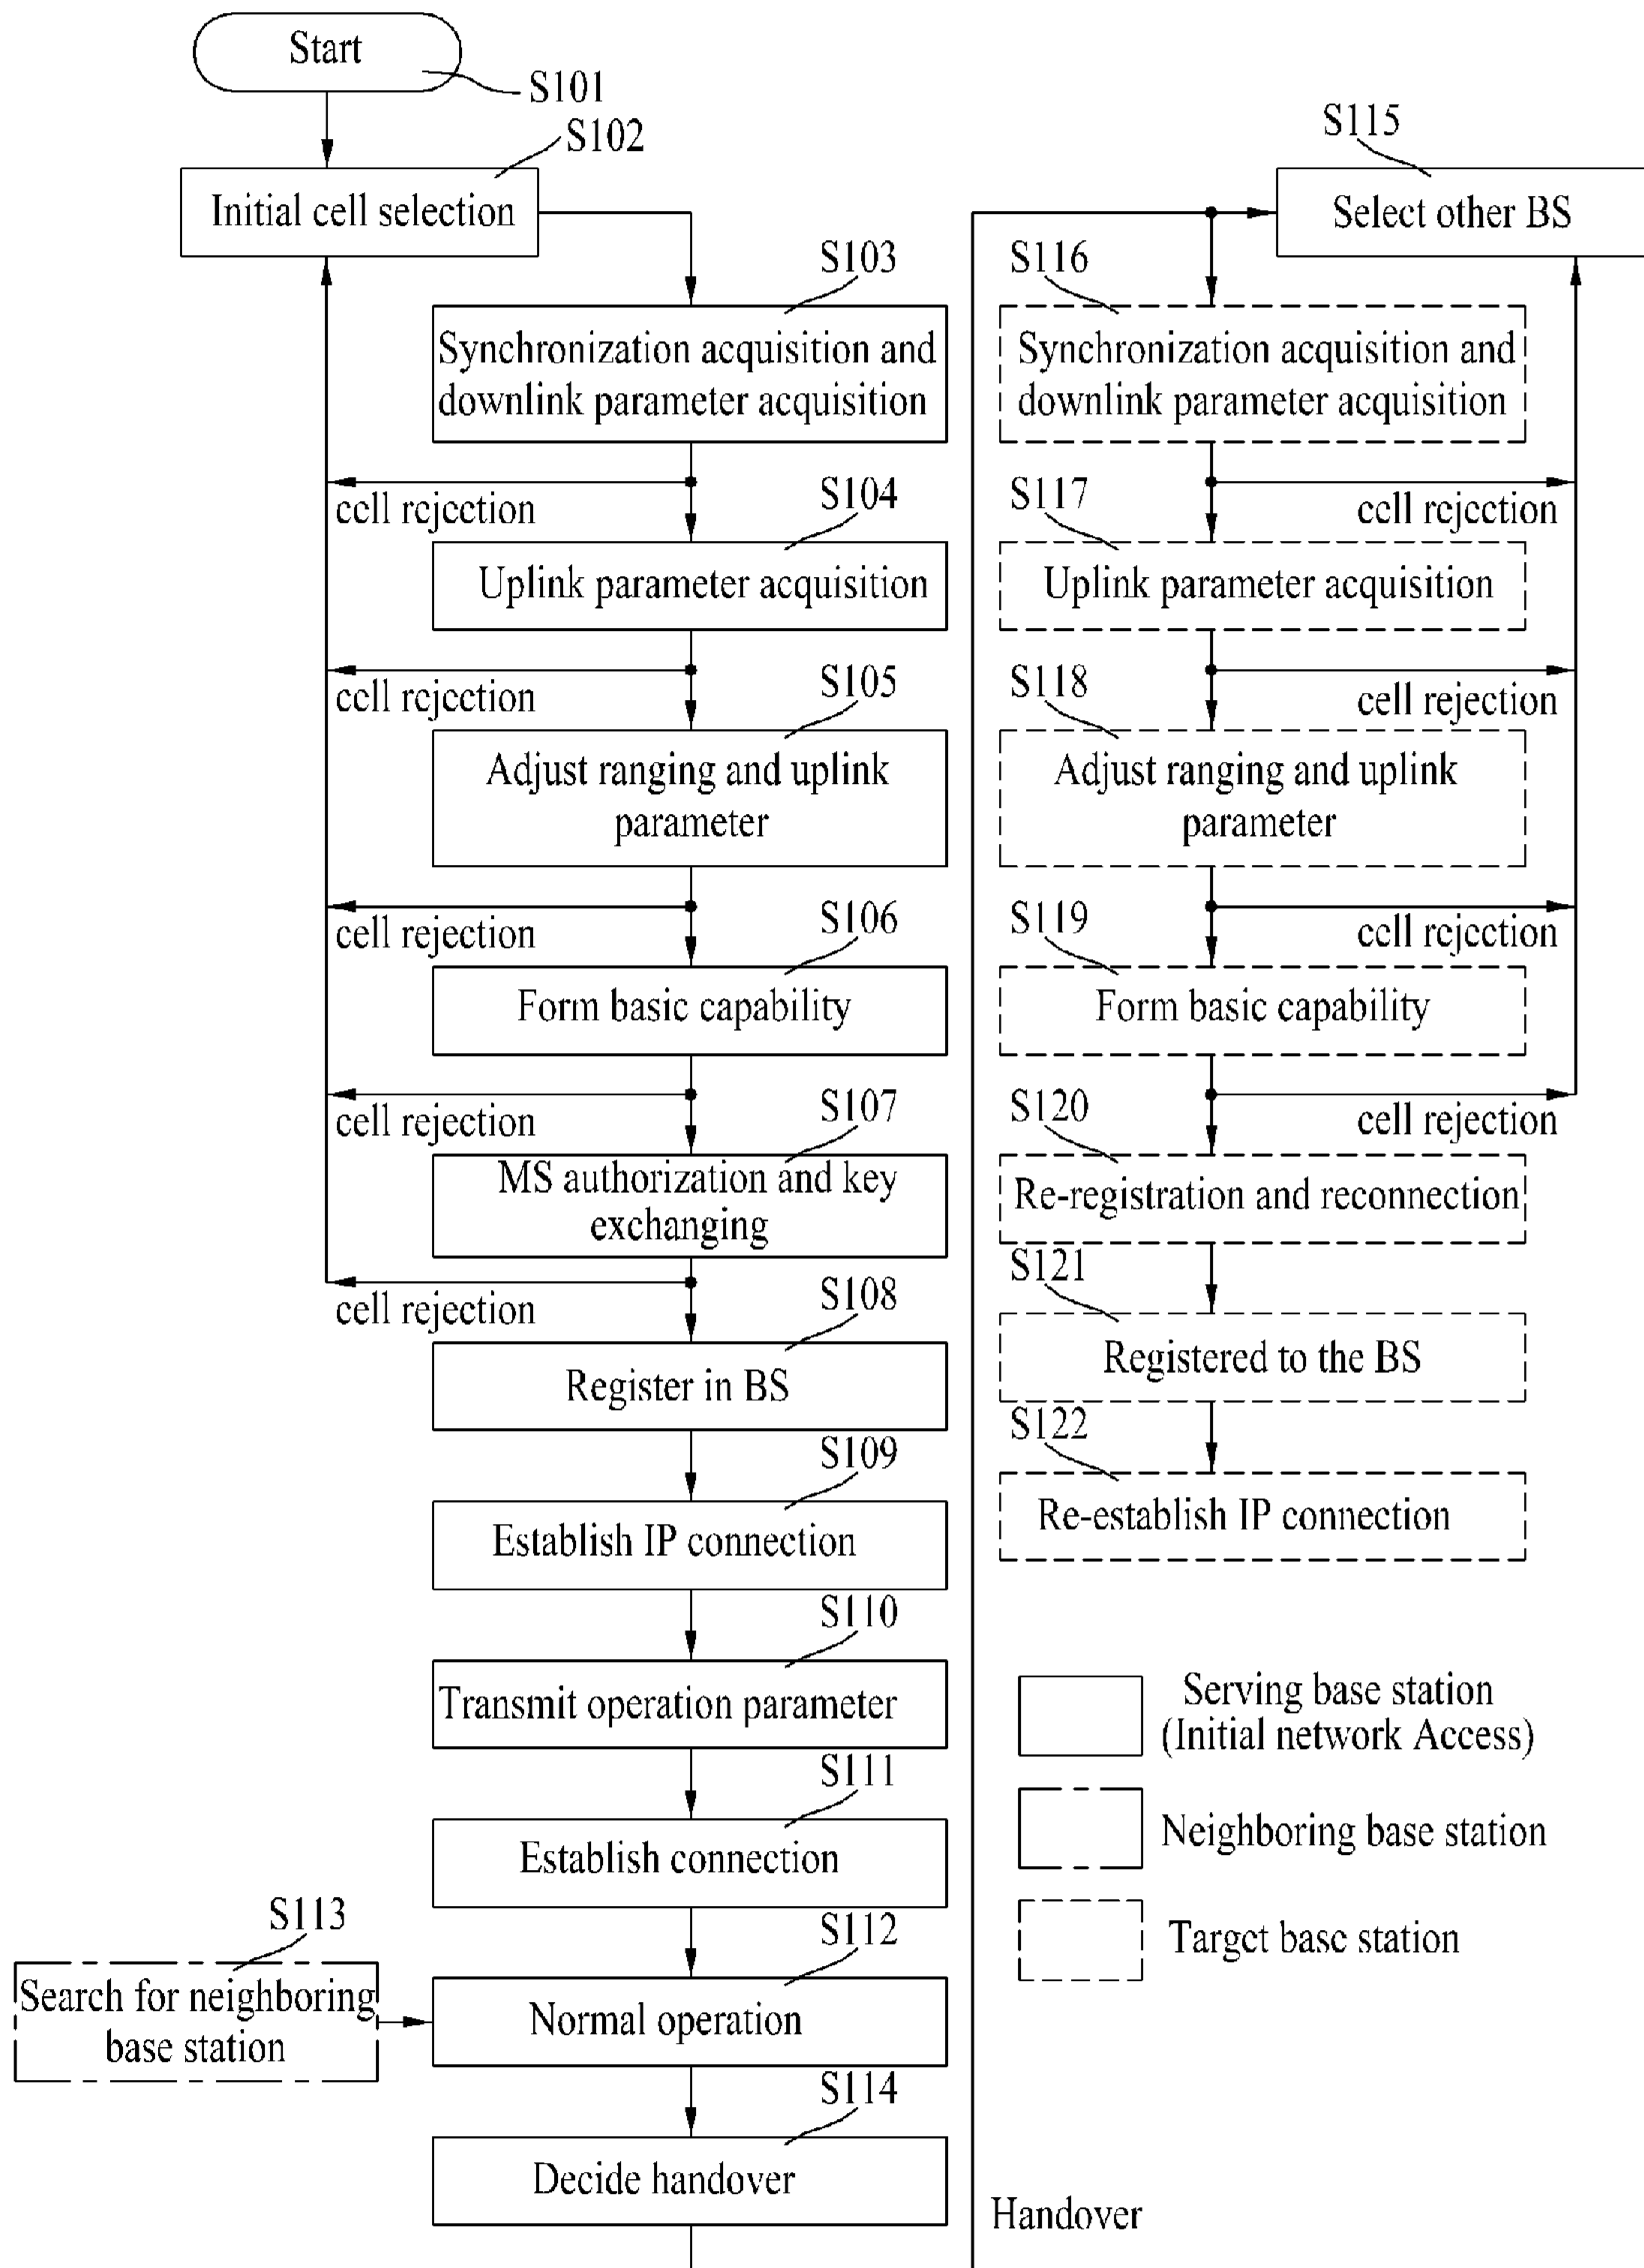 Start
S101
S102
Initial cell selection
S103
Synchronization acquisition and
downlink parameter acquisition
cell rejection
S104
Uplink parameter acquisition
cell rejection
S105
Adjust ranging and uplink
parameter
cell rejection
S106
Form basic capability
cell rejection
S107
MS authorization and key
exchanging
cell rejection
S108
Register in BS
S109
Establish IP connection
S110
Transmit operation parameter
S111
Establish connection
S113
Search for neighboring
base station
S112
Normal operation
S114
Decide handover
Handover
S115
Select other BS
S116
Synchronization acquisition and
downlink parameter acquisition
cell rejection
S117
Uplink parameter acquisition
cell rejection
S118
Adjust ranging and uplink
parameter
cell rejection
S119
Form basic capability
cell rejection
S120
Re-registration and reconnection
S121
Registered to the BS
S122
Re-establish IP connection
Serving base station
(Initial network Access)
Neighboring base station
Target base station